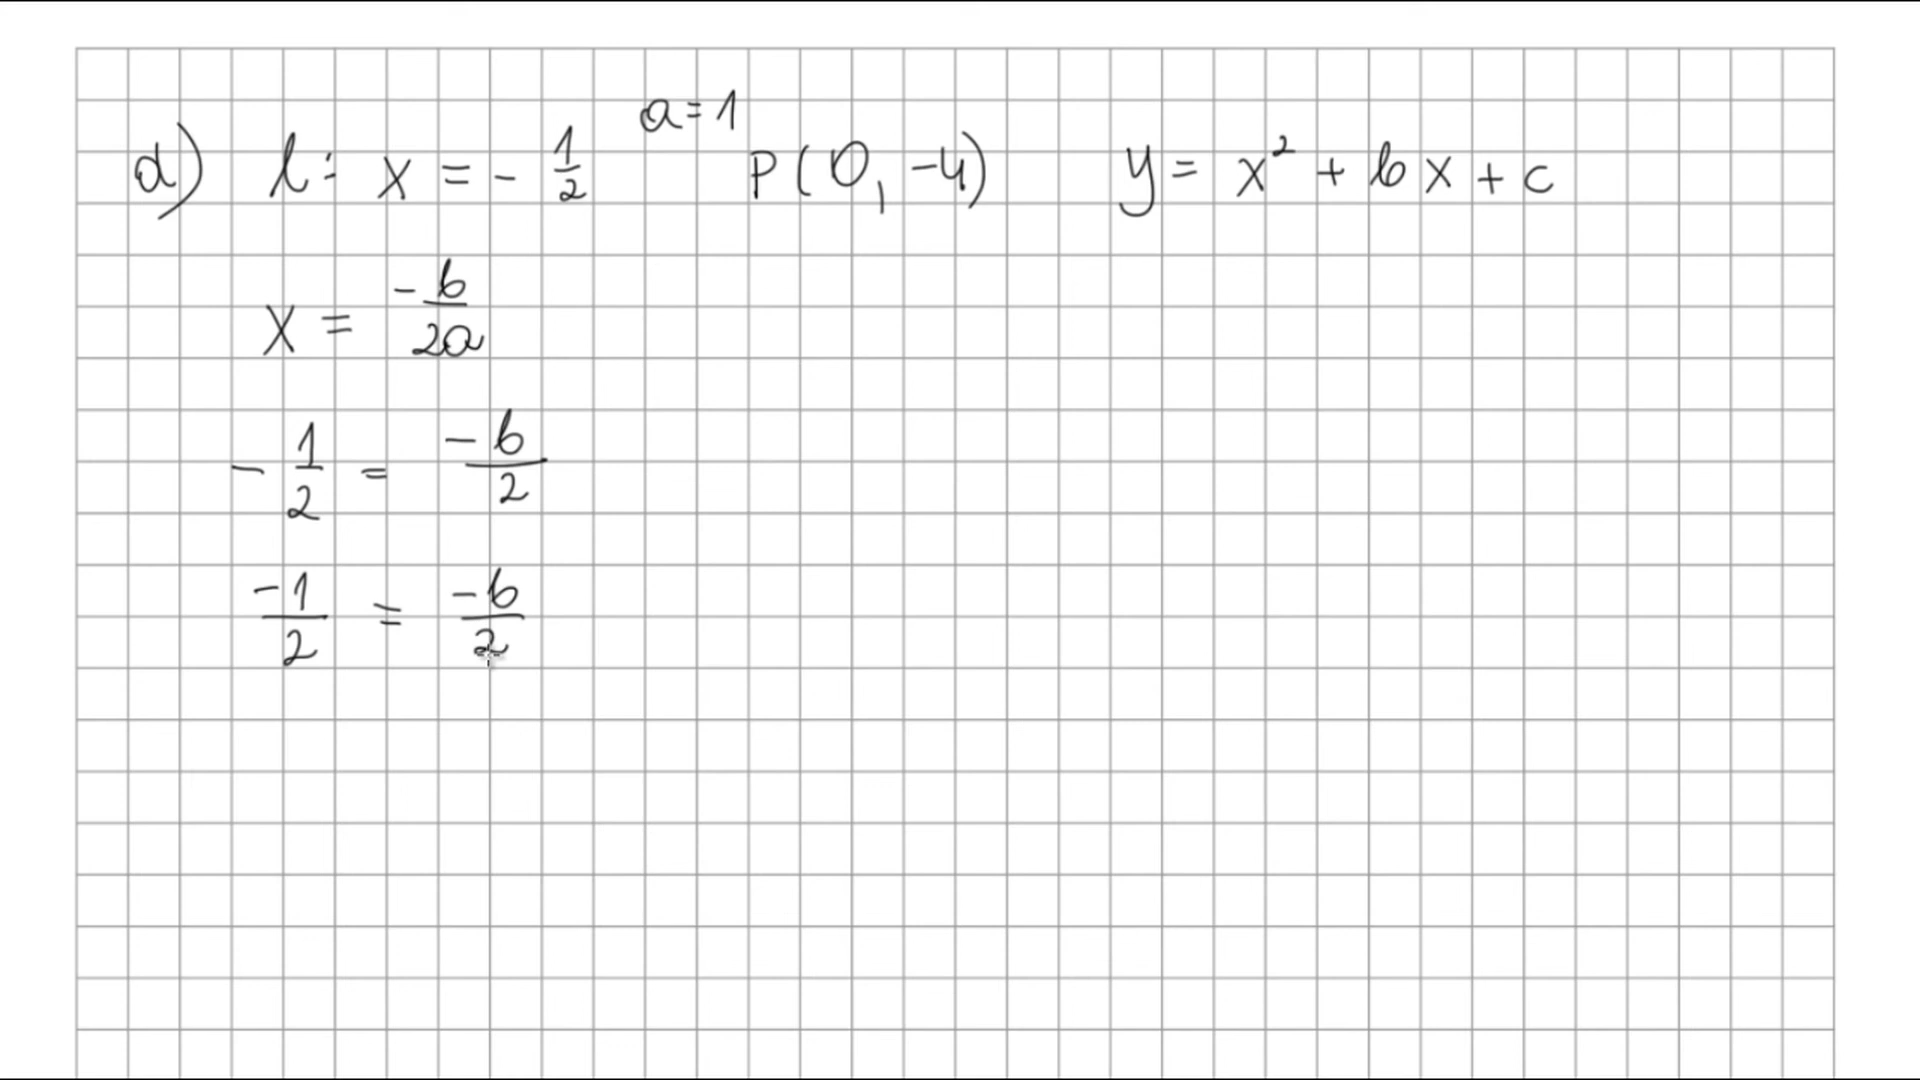 a = 1
d) l: x = - 1/2 P(0, -4) y = x² + bx + c
x = -b/2a
- 1/2 = -b/2
-1/2 = -b/2